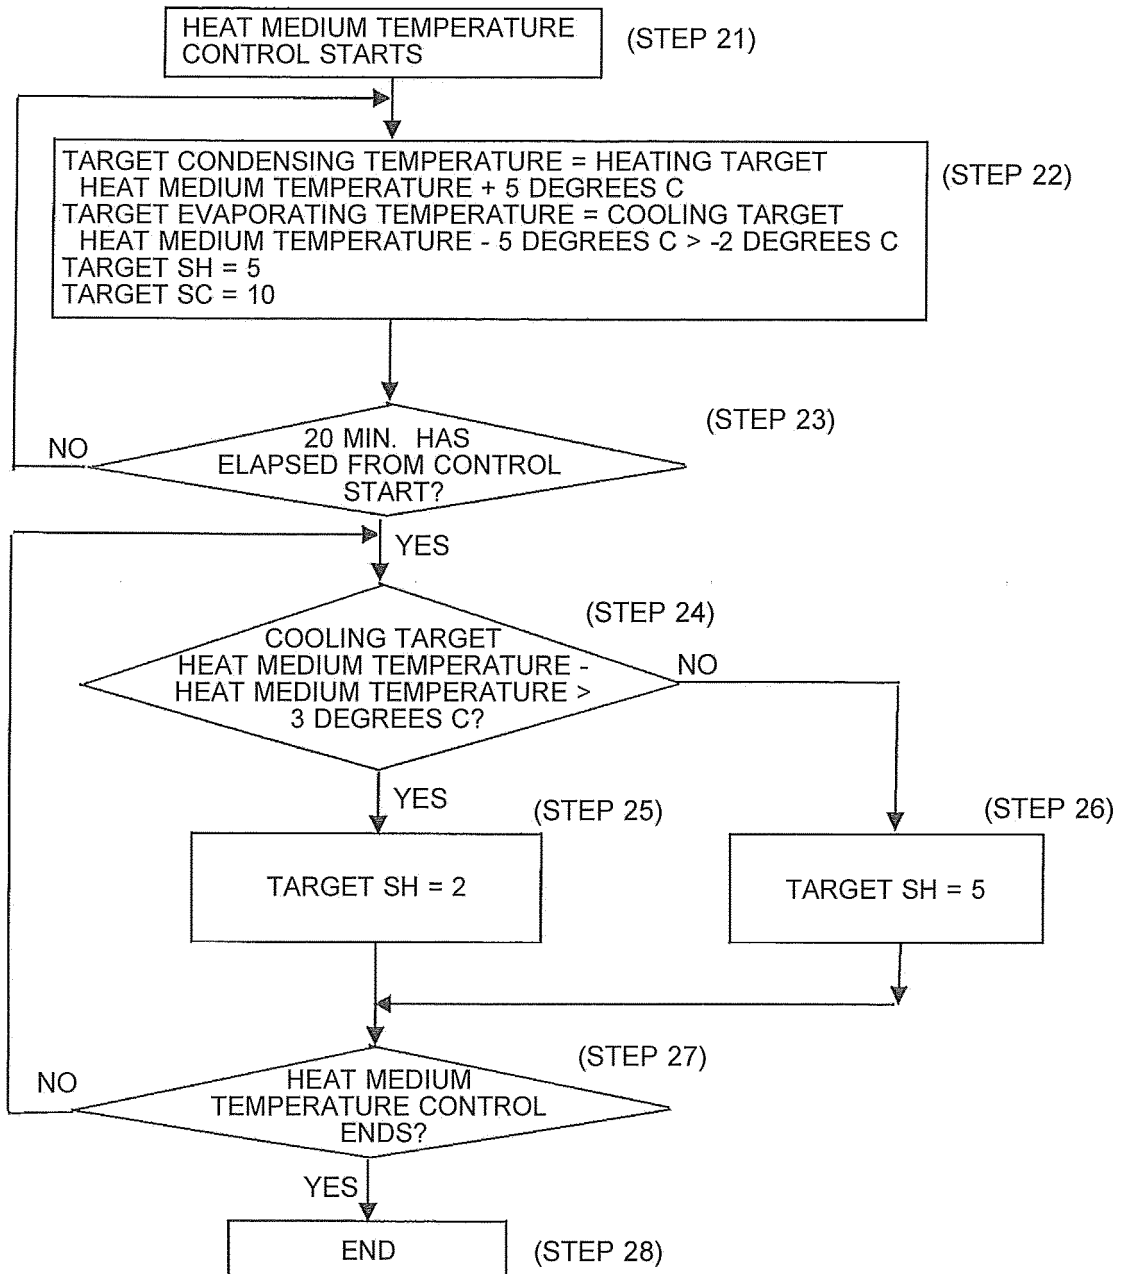 HEAT MEDIUM TEMPERATURE
CONTROL STARTS
(STEP 21)
TARGET CONDENSING TEMPERATURE = HEATING TARGET
HEAT MEDIUM TEMPERATURE + 5 DEGREES C
TARGET EVAPORATING TEMPERATURE = COOLING TARGET
HEAT MEDIUM TEMPERATURE - 5 DEGREES C > -2 DEGREES C
TARGET SH = 5
TARGET SC = 10
(STEP 22)
(STEP 23)
20 MIN. HAS
ELAPSED FROM CONTROL
START?
NO
YES
(STEP 24)
COOLING TARGET
HEAT MEDIUM TEMPERATURE -
HEAT MEDIUM TEMPERATURE >
3 DEGREES C?
NO
YES
(STEP 25)
TARGET SH = 2
(STEP 26)
TARGET SH = 5
(STEP 27)
HEAT MEDIUM
TEMPERATURE CONTROL
ENDS?
NO
YES
END
(STEP 28)